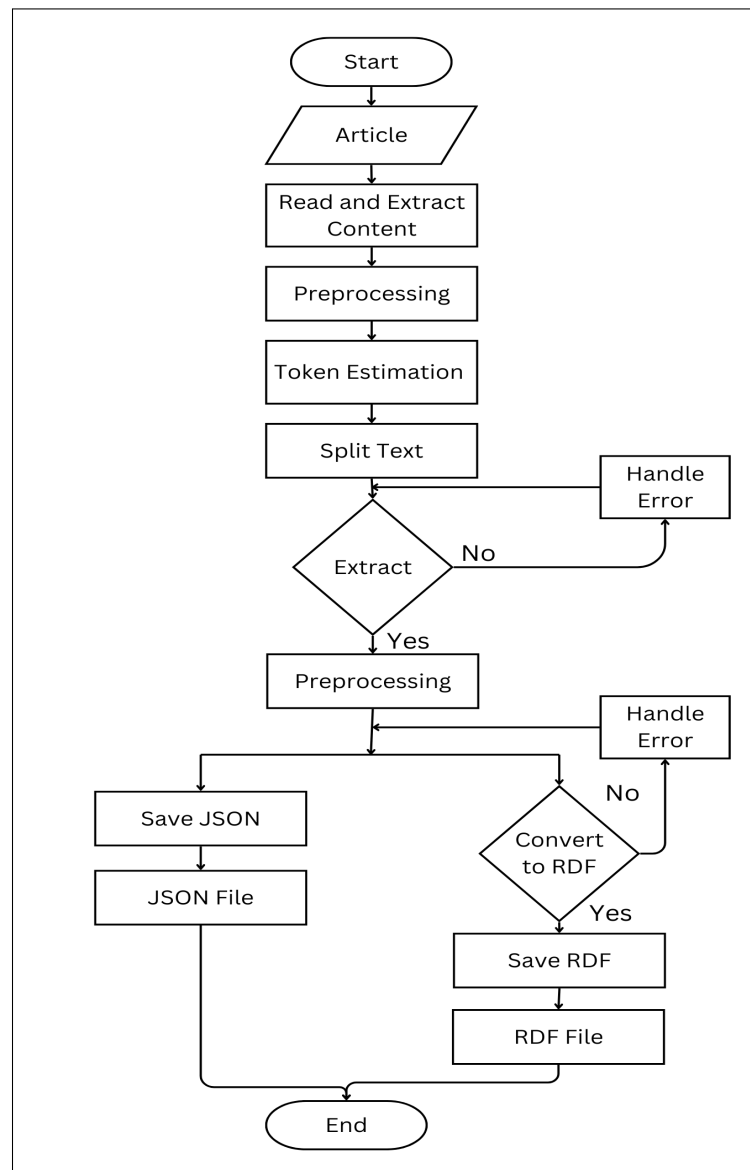 Start
Article
Read and Extract
Content
Preprocessing
Token Estimation
Split Text
Handle
Error
Extract
No
Yes
Preprocessing
Handle
Error
No
Save JSON
Convert
to RDF
JSON File
Yes
Save RDF
RDF File
End